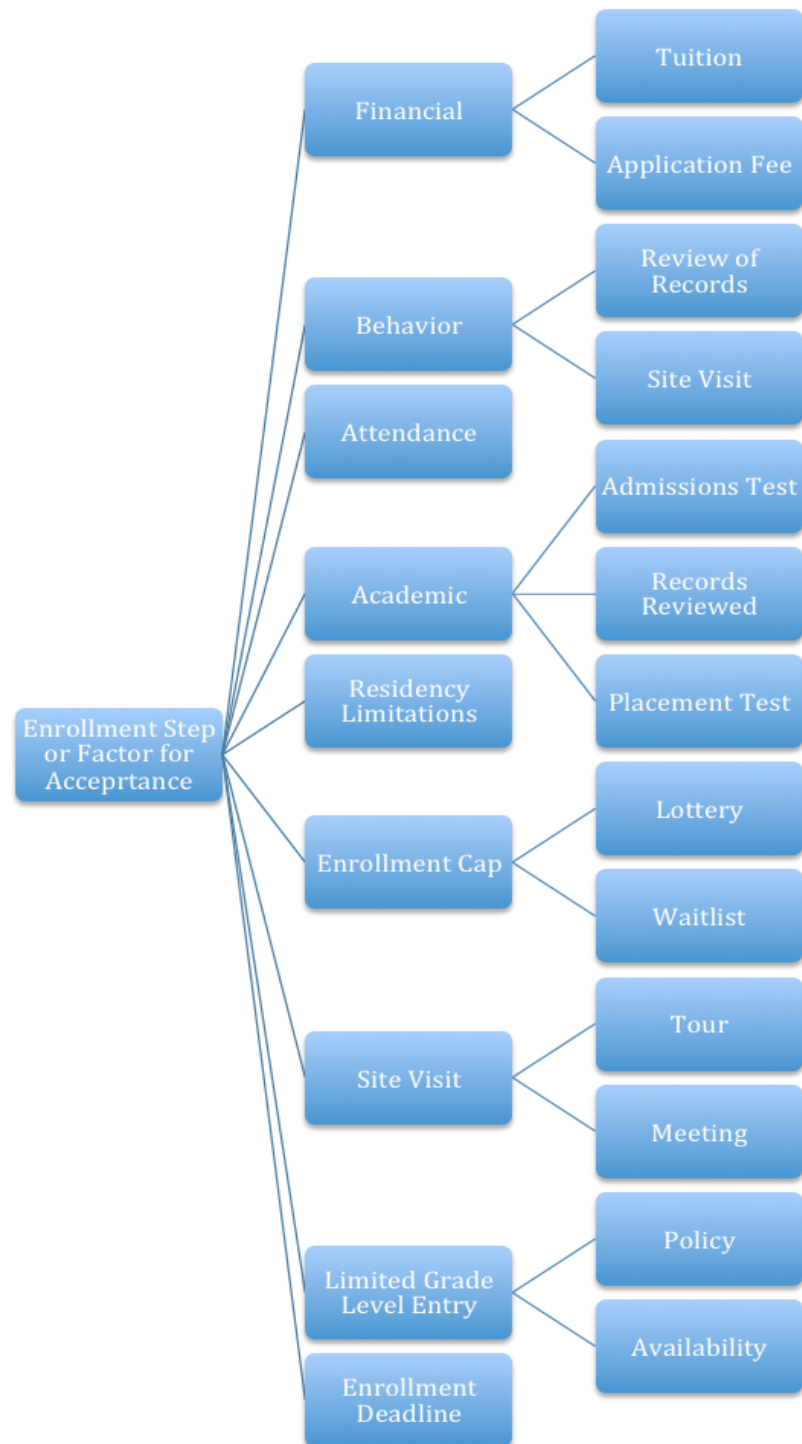 Tuition
Financial
Application Fee
Review of
Records
Behavior
Site Visit
Attendance
Admissions Test
Academic
Records
Reviewed
Placement Test
Residency
Limitations
Enrollment Step
or Factor for
Acceprtance
Lottery
Enrollment Cap
Waitlist
Tour
Site Visit
Meeting
Policy
Limited Grade
Level Entry
Availability
Enrollment
Deadline